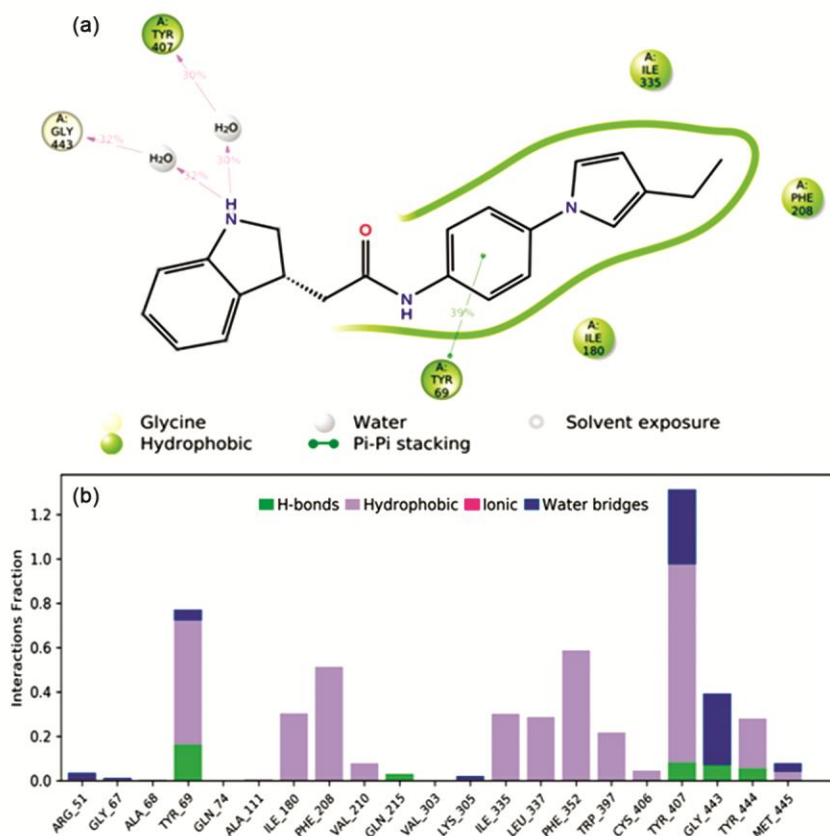 (a)
A:
TYR
407
30%
H₂O
30%
A:
GLY
443
32%
H₂O
32%
A:
ILE
335
A:
PHE
208
H
N
O
N
N
H
39%
A:
ILE
180
A:
TYR
69
Glycine
Water
Solvent exposure
Hydrophobic
Pi-Pi stacking
(b)
H-bonds Hydrophobic Ionic Water bridges
Interactions Fraction
1.2
1.0
0.8
0.6
0.4
0.2
0.0
ARG_51
GLY_67
ALA_68
TYR_69
GLN_74
ALA_111
ILE_180
PHE_208
VAL_210
GLN_215
VAL_303
LYS_305
ILE_335
LEU_337
PHE_352
TRP_397
CYS_406
TYR_407
GLY_443
TYR_444